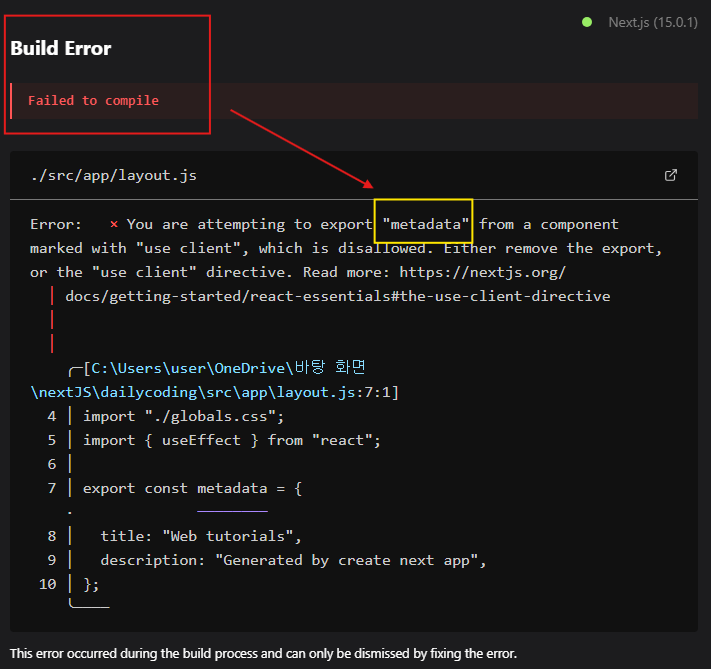 Next.js (15.0.1)
Build Error
Failed to compile
./src/app/layout.js
Error:   × You are attempting to export "metadata" from a component
marked with "use client", which is disallowed. Either remove the export,
or the "use client" directive. Read more: https://nextjs.org/
docs/getting-started/react-essentials#the-use-client-directive
╭─[C:\Users\user\OneDrive\바탕 화면
\nextJS\dailycoding\src\app\layout.js:7:1]
4 │ import "./globals.css";
5 │ import { useEffect } from "react";
6 │
7 │ export const metadata = {
8 │   title: "Web tutorials",
9 │   description: "Generated by create next app",
10 │ };
This error occurred during the build process and can only be dismissed by fixing the error.